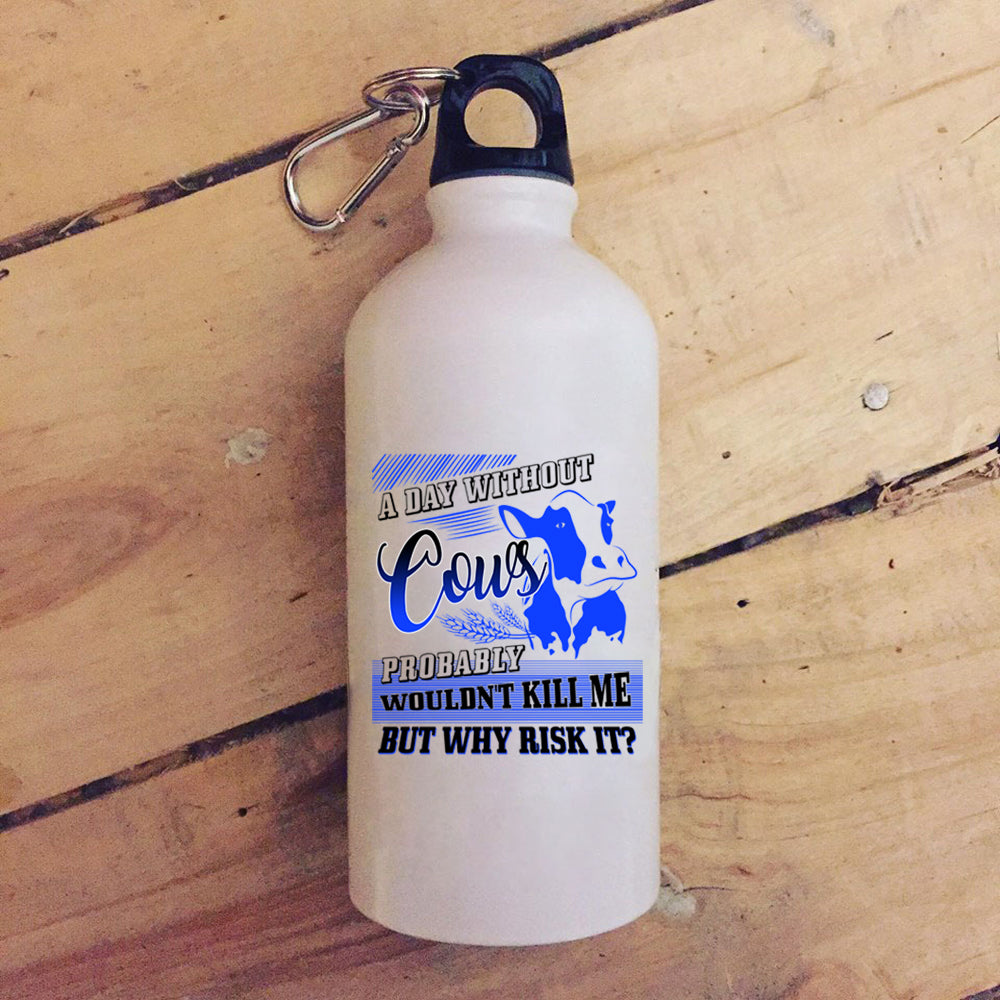 A DAY WITHOUT
Cows
PROBABLY
WOULDN'T KILL ME
BUT WHY RISK IT?